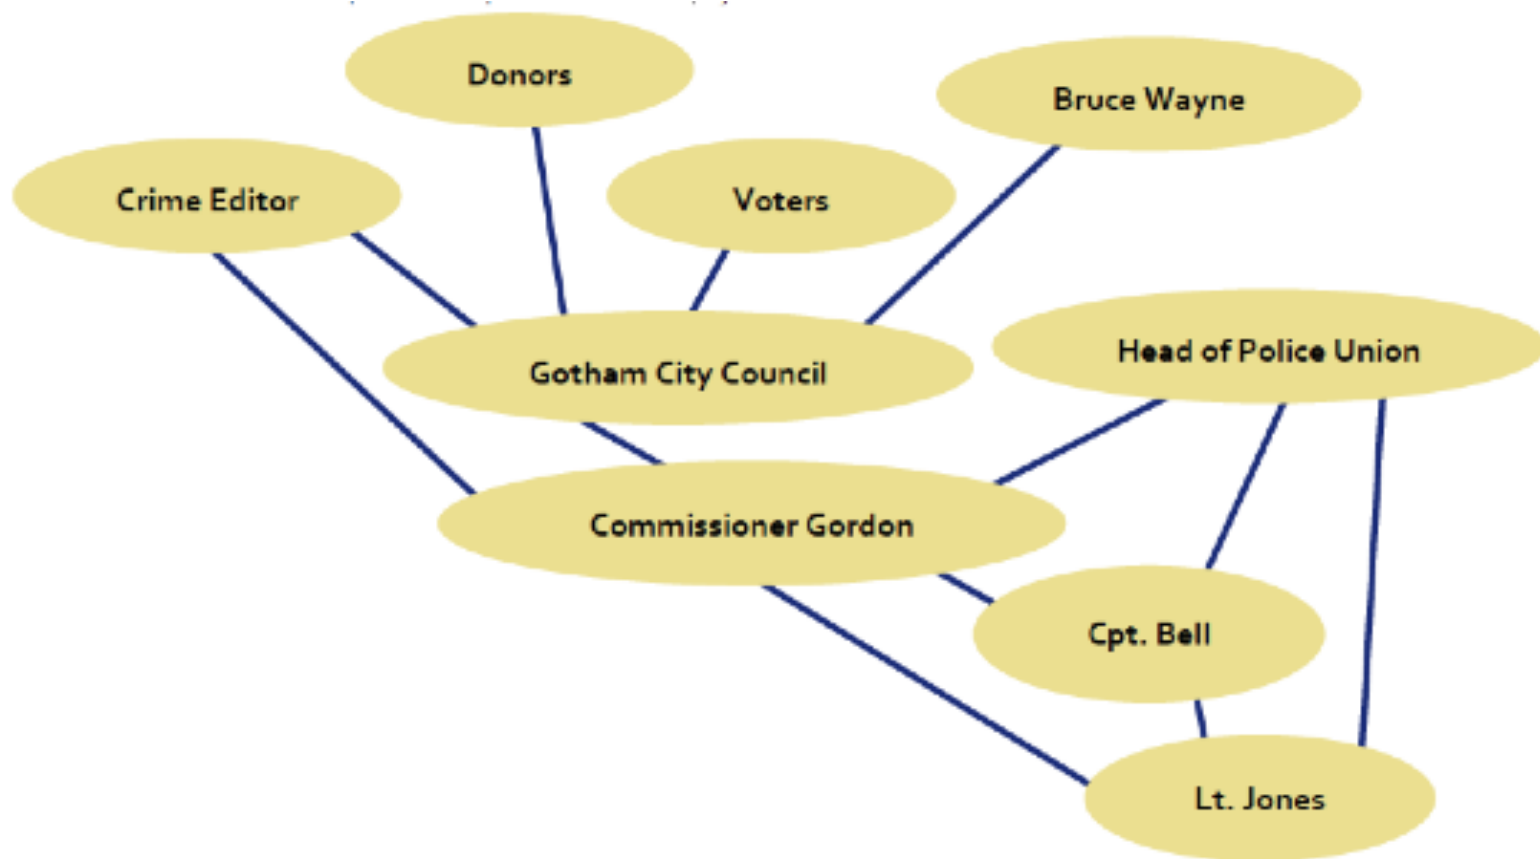 Donors
Bruce Wayne
Crime Editor
Voters
Head of Police Union
Gotham City Council
Commissioner Gordon
Cpt. Bell
Lt. Jones